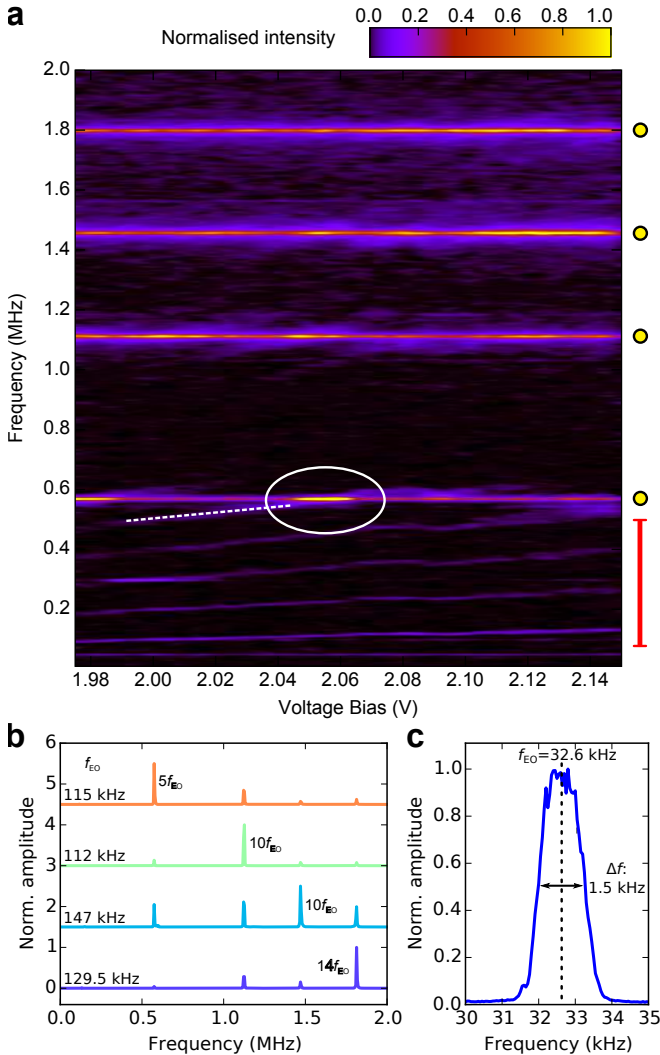 a
Normalised intensity
0.0 0.2 0.4 0.6 0.8 1.0
2.0
1.8
1.6
1.4
1.2
1.0
0.8
0.6
0.4
0.2
Frequency (MHz)
1.98 2.00 2.02 2.04 2.06 2.08 2.10 2.12 2.14
Voltage Bias (V)
b
6
5
4
3
2
1
0
Norm. amplitude
fEO
115 kHz
5fEO
112 kHz
10fEO
147 kHz
10fEO
129.5 kHz
14fEO
0.0 0.5 1.0 1.5 2.0
Frequency (MHz)
c
fEO=32.6 kHz
1.0
0.8
0.6
0.4
0.2
0.0
Norm. amplitude
Δf:
1.5 kHz
30 31 32 33 34 35
Frequency (kHz)